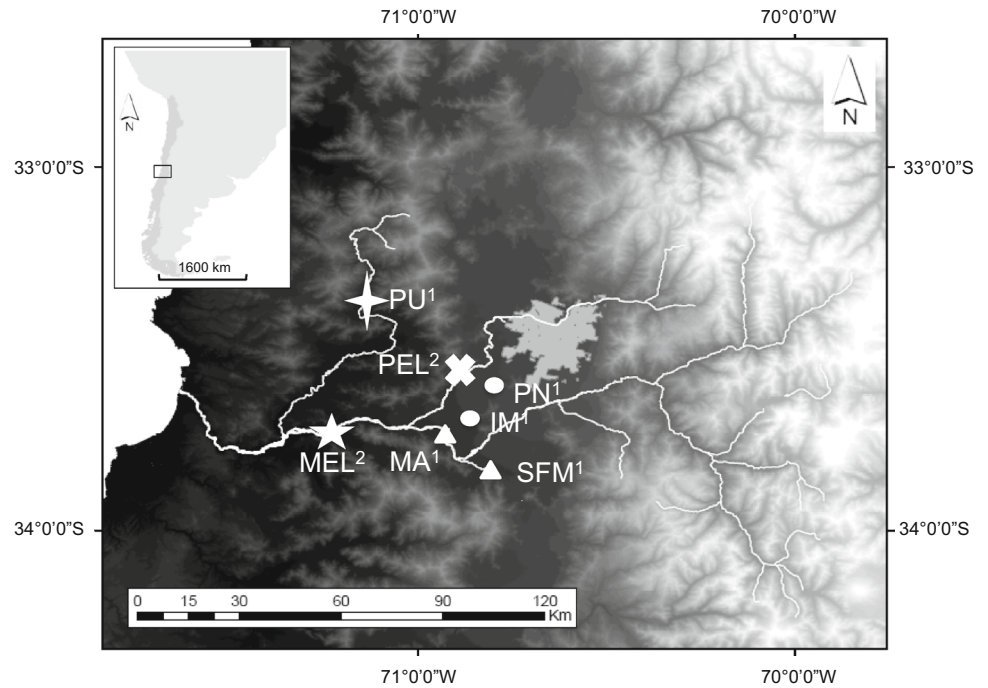 71°0'0"W 70°0'0"W
N
N
33°0'0"S 33°0'0"S
1600 km
PU¹
PEL²
PN¹
IM¹
MEL² MA¹ SFM¹
34°0'0"S 34°0'0"S
0 15 30 60 90 120
Km
71°0'0"W 70°0'0"W